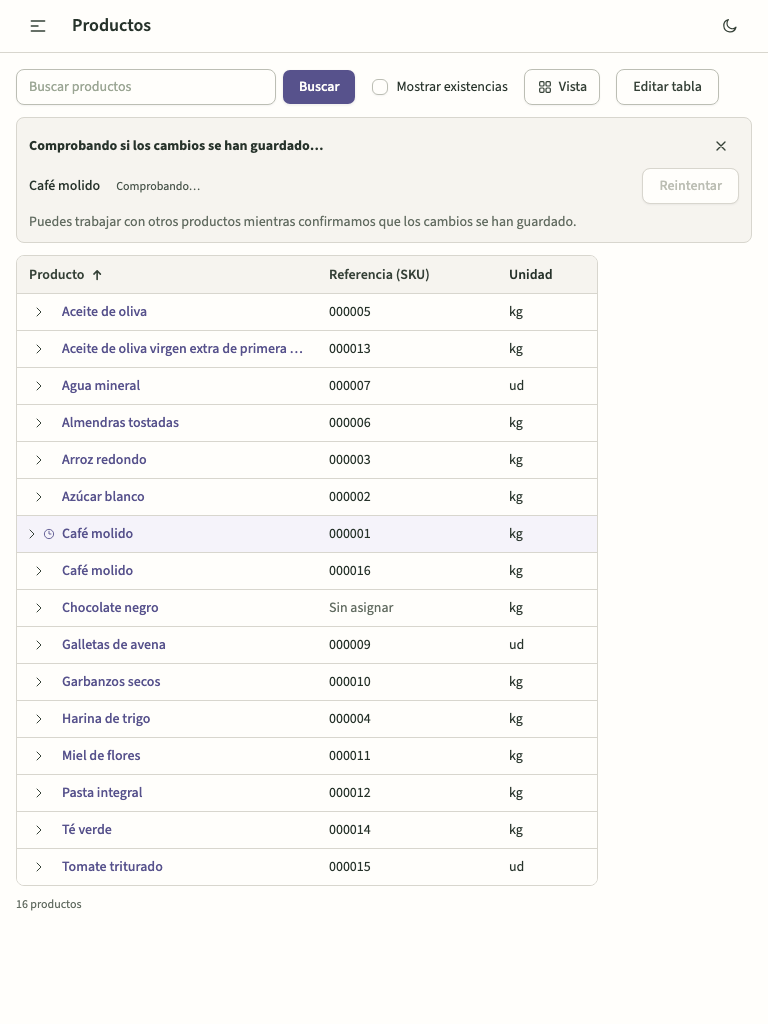 Productos
Buscar productos
Buscar
Mostrar existencias
Vista
Editar tabla
Comprobando si los cambios se han guardado…
Café molido Comprobando…
Reintentar
Puedes trabajar con otros productos mientras confirmamos que los cambios se han guardado.
Producto Referencia (SKU) Unidad
Aceite de oliva 000005 kg
Aceite de oliva virgen extra de primera … 000013 kg
Agua mineral 000007 ud
Almendras tostadas 000006 kg
Arroz redondo 000003 kg
Azúcar blanco 000002 kg
Café molido 000001 kg
Café molido 000016 kg
Chocolate negro Sin asignar kg
Galletas de avena 000009 ud
Garbanzos secos 000010 kg
Harina de trigo 000004 kg
Miel de flores 000011 kg
Pasta integral 000012 kg
Té verde 000014 kg
Tomate triturado 000015 ud
16 productos